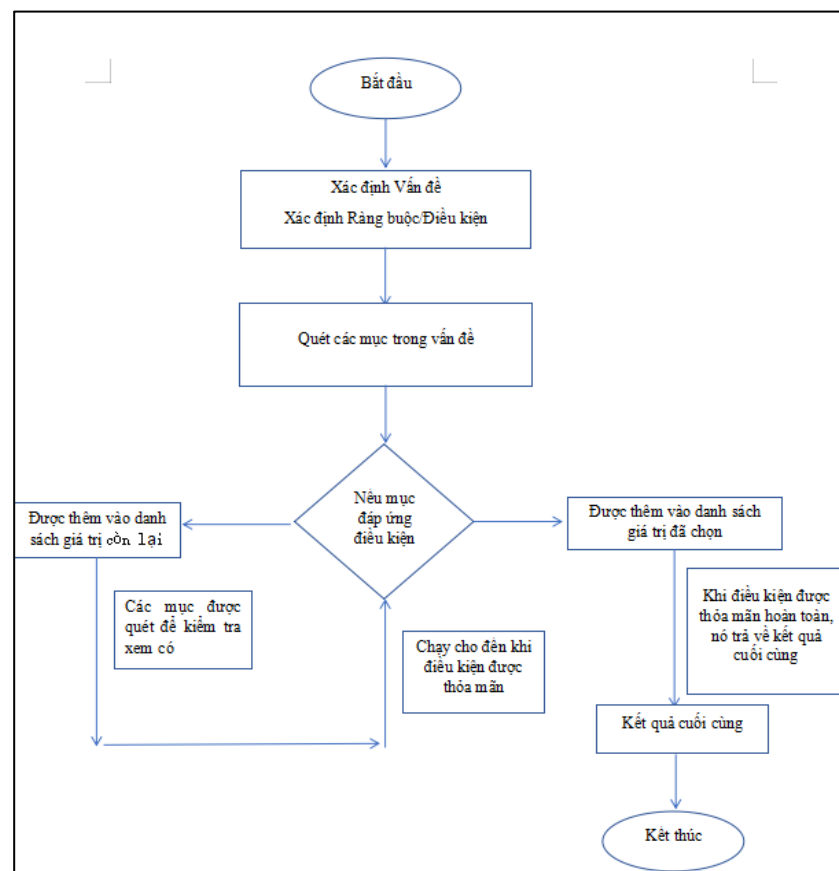 Bắt đầu
Xác định Vấn đề
Xác định Ràng buộc/Điều kiện
Quét các mục trong vấn đề
Nếu mục
đáp ứng
điều kiện
Được thêm vào danh
sách giá trị còn lại
Được thêm vào danh sách
giá trị đã chọn
Các mục được
quét để kiểm tra
xem có
Chạy cho đến khi
điều kiện được
thỏa mãn
Khi điều kiện được
thỏa mãn hoàn toàn,
nó trả về kết quả
cuối cùng
Kết quả cuối cùng
Kết thúc